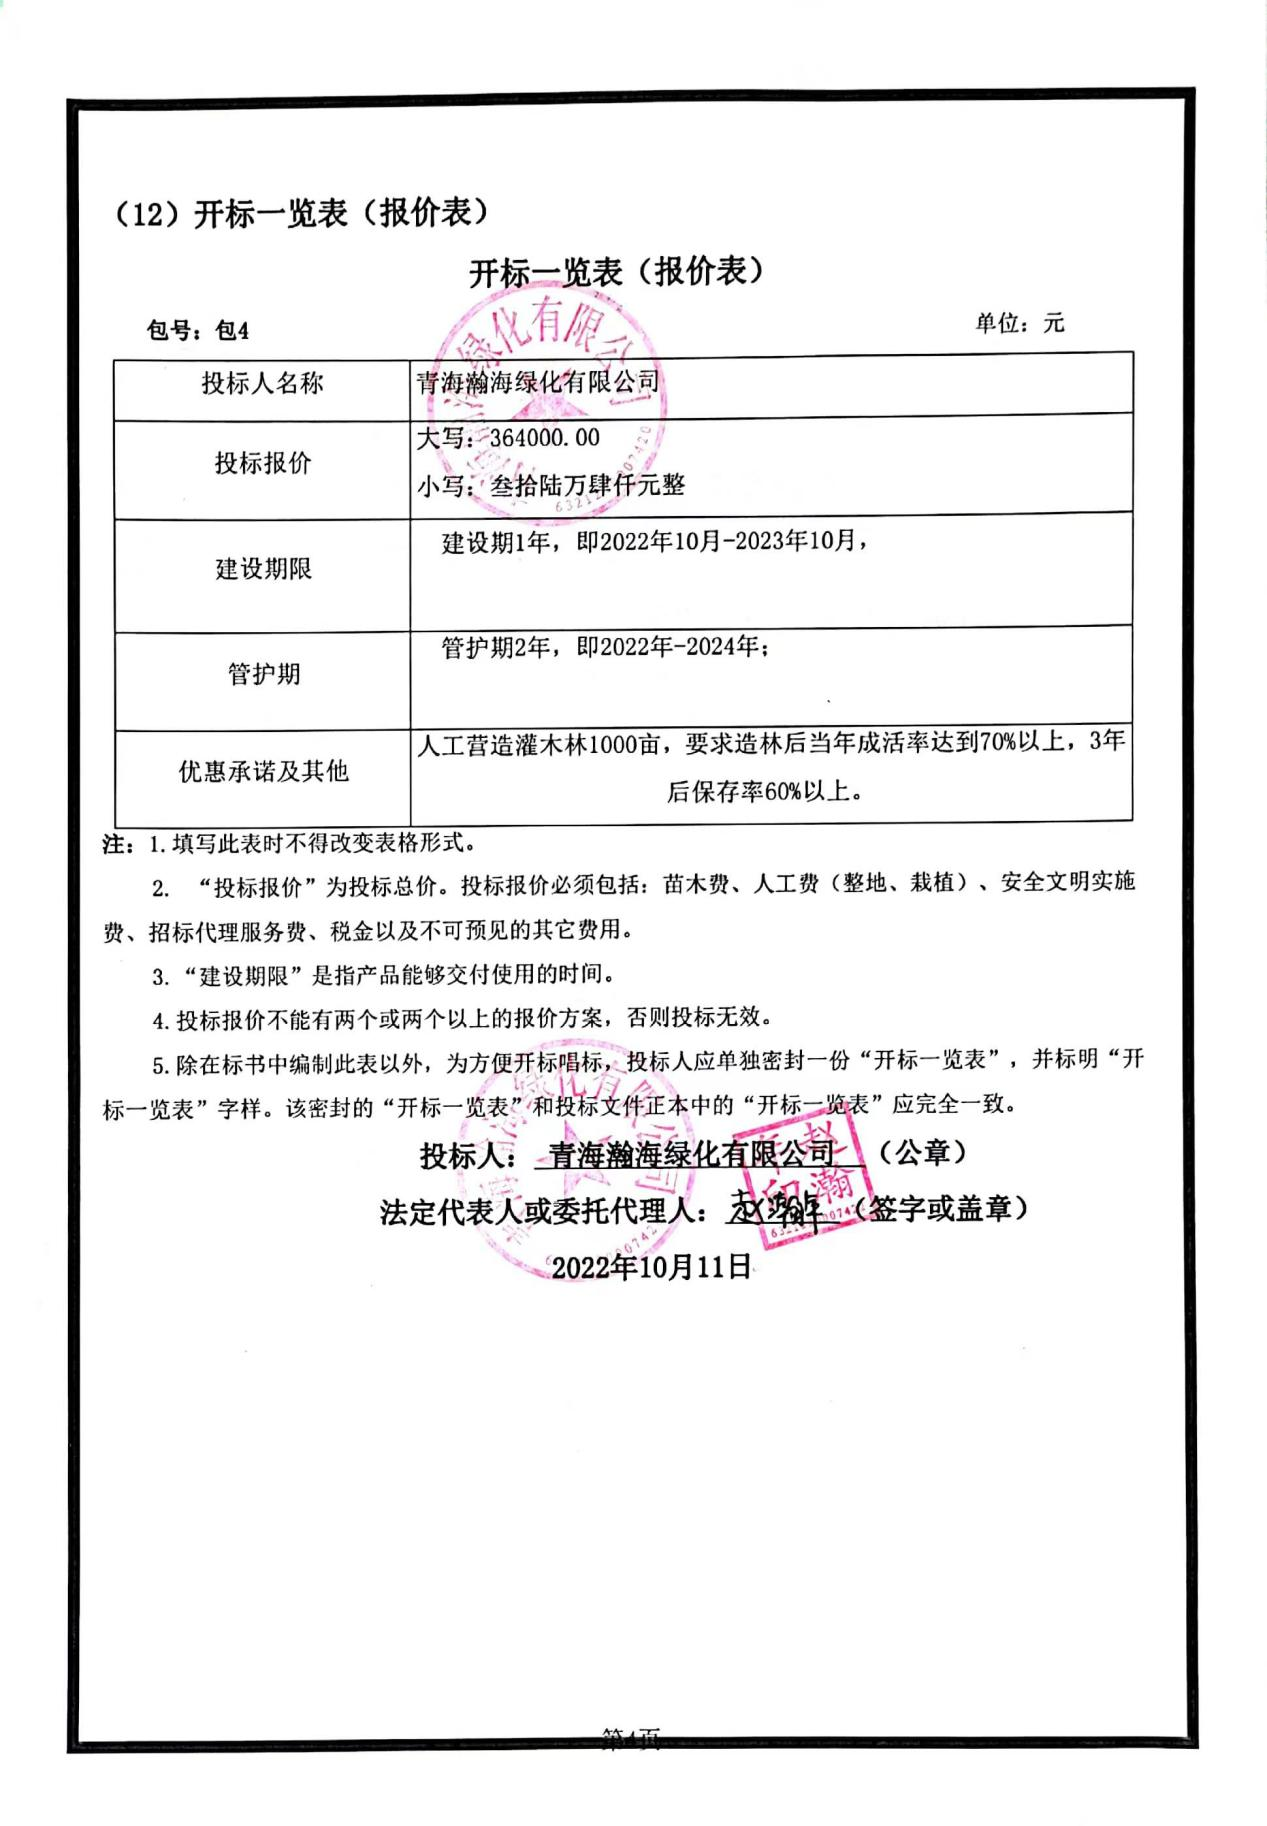 （12）开标一览表（报价表）
开标一览表（报价表）
包号：包4
单位：元
投标人名称
青海瀚海绿化有限公司
投标报价
大写：364000.00
小写：叁拾陆万肆仟元整
建设期限
建设期1年，即2022年10月-2023年10月，
管护期
管护期2年，即2022年-2024年；
优惠承诺及其他
人工营造灌木林1000亩，要求造林后当年成活率达到70%以上，3年
后保存率60%以上。
注：1.填写此表时不得改变表格形式。
2. “投标报价”为投标总价。投标报价必须包括：苗木费、人工费（整地、栽植）、安全文明实施
费、招标代理服务费、税金以及不可预见的其它费用。
3.“建设期限”是指产品能够交付使用的时间。
4.投标报价不能有两个或两个以上的报价方案，否则投标无效。
5.除在标书中编制此表以外，为方便开标唱标，投标人应单独密封一份“开标一览表”，并标明“开
标一览表”字样。该密封的“开标一览表”和投标文件正本中的“开标一览表”应完全一致。
投标人：青海瀚海绿化有限公司（公章）
法定代表人或委托代理人：（签字或盖章）
2022年10月11日
第4页